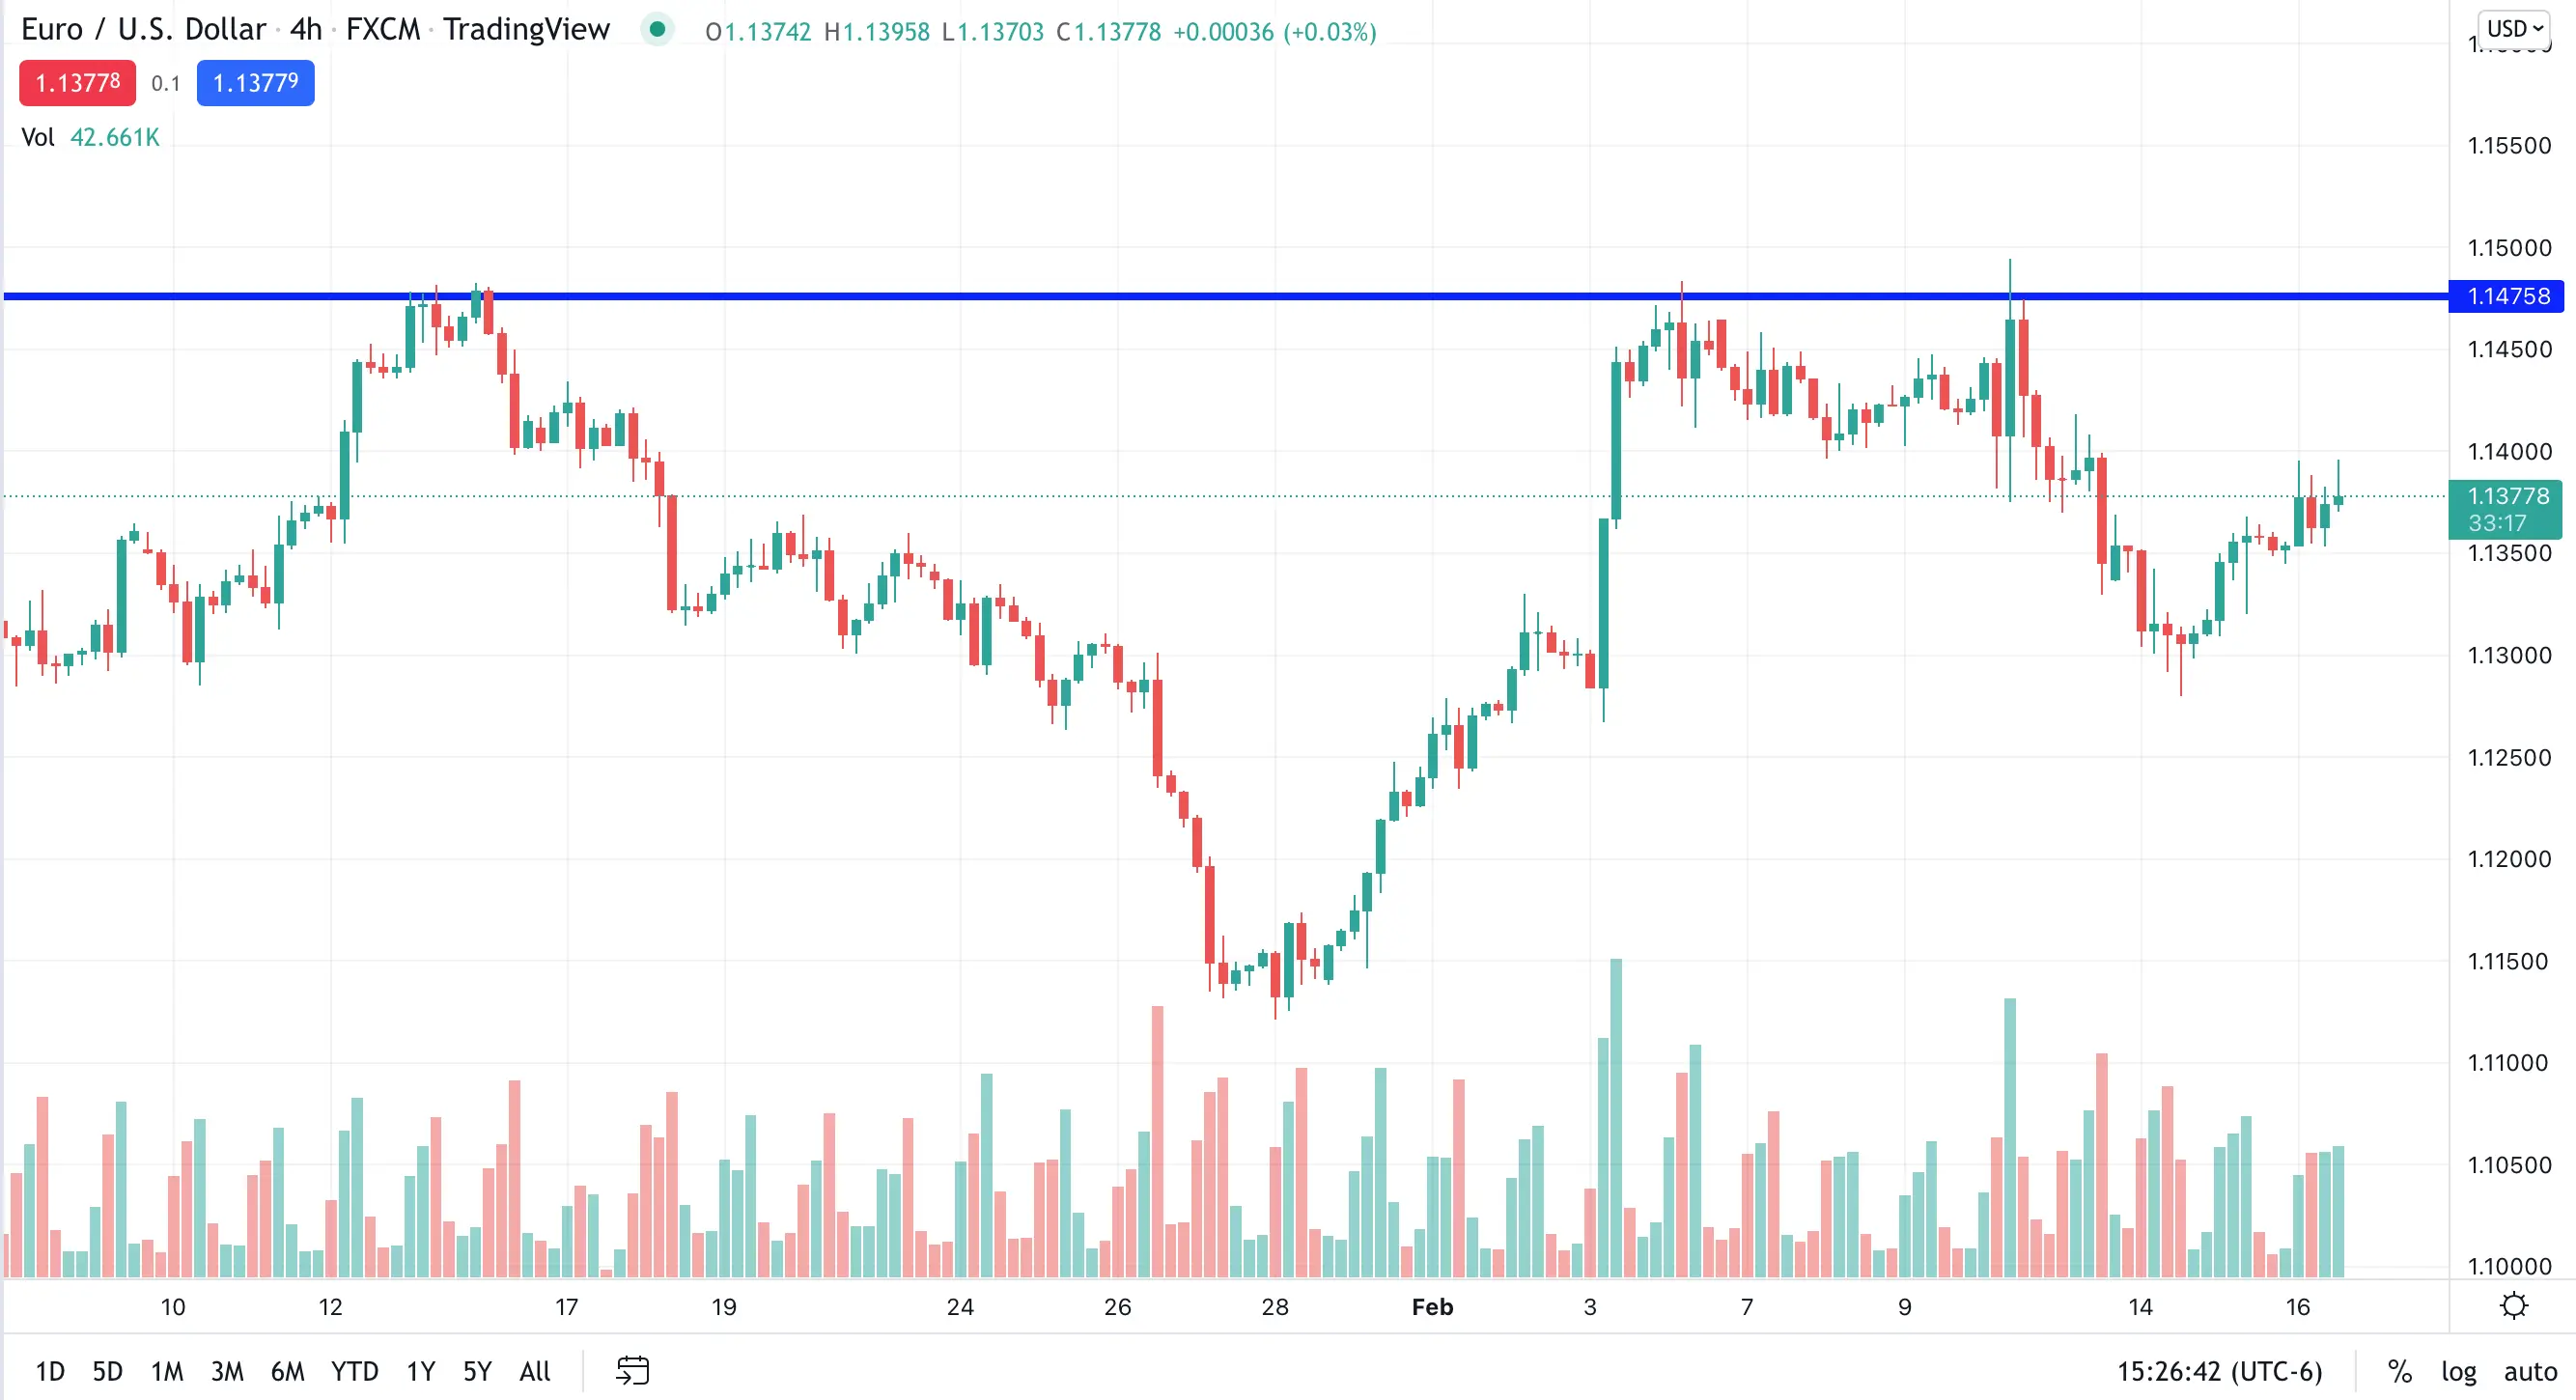 Euro / U.S. Dollar · 4h · FXCM · TradingView O1.13742 H1.13958 L1.13703 C1.13778 +0.00036 (+0.03%)
USD
1.13778 0.1 1.13779
Vol 42.661K
1.15500
1.15000
1.14758
1.14500
1.14000
1.13778
33:17
1.13500
1.13000
1.12500
1.12000
1.11500
1.11000
1.10500
1.10000
10 12 17 19 24 26 28 Feb 3 7 9 14 16
1D 5D 1M 3M 6M YTD 1Y 5Y All 15:26:42 (UTC-6) % log auto